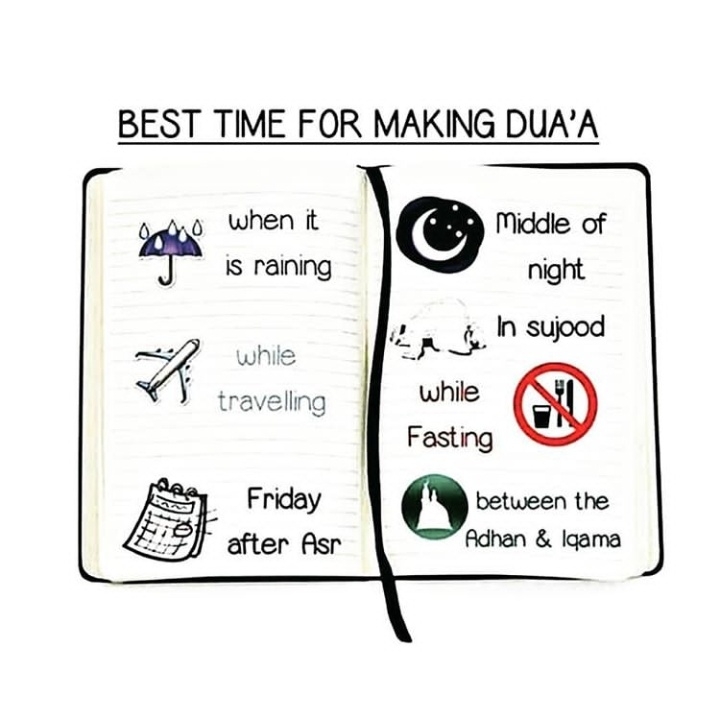 BEST TIME FOR MAKING DUA'A
when it
is raining
while
travelling
Friday
after Asr
Middle of
night
In sujood
while
Fasting
between the
Adhan & Iqama